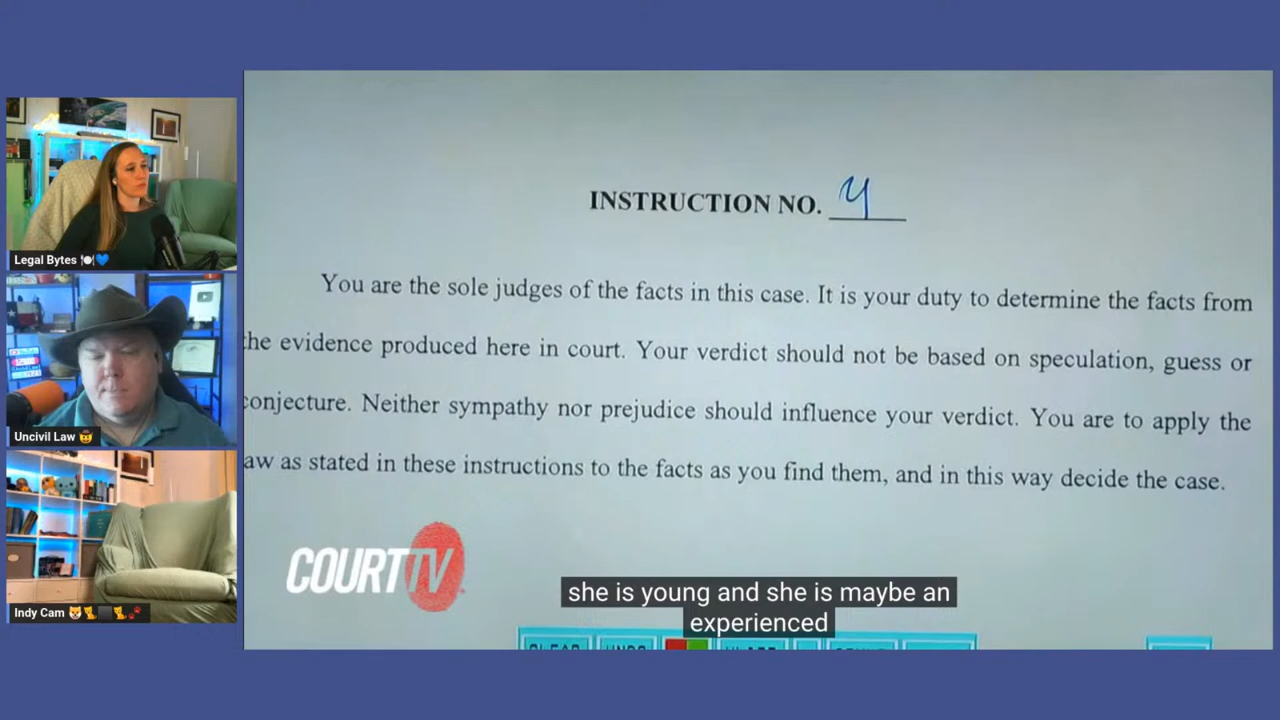 INSTRUCTION NO. 4
You are the sole judges of the facts in this case. It is your duty to determine the facts from
the evidence produced here in court. Your verdict should not be based on speculation, guess or
conjecture. Neither sympathy nor prejudice should influence your verdict. You are to apply the
law as stated in these instructions to the facts as you find them, and in this way decide the case.
COURT TV
she is young and she is maybe an
experienced
CLEAR UNDO
Legal Bytes 🍽💙
Uncivil Law 🤠
Indy Cam